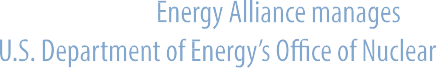 Energy Alliance manages
U.S. Department of Energy’s Office of Nuclear